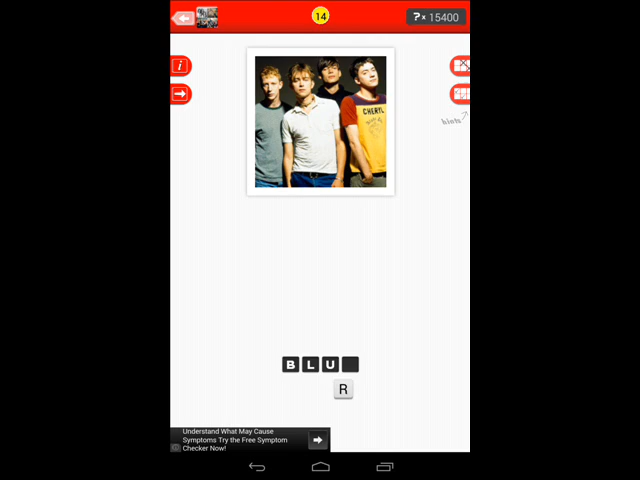 14
?x 15400
i
CHERYL
hints
B L U
R
Understand What May Cause
Symptoms Try the Free Symptom
Checker Now!